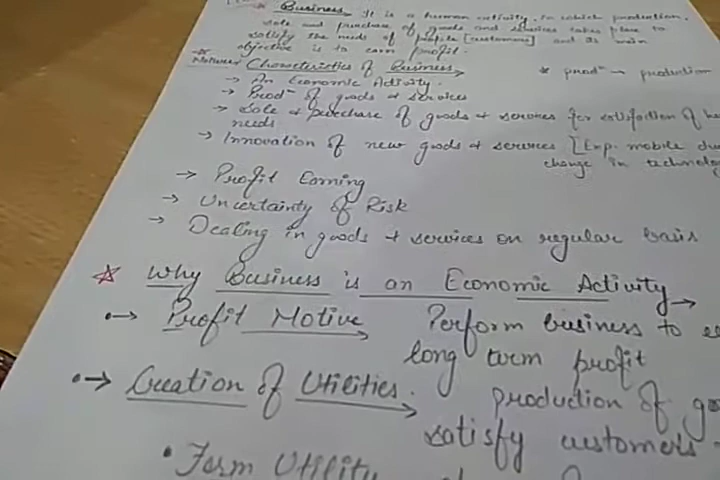 Business → It is a human activity in which production,
sale and purchase of goods and services takes place to
satisfy the needs of people [customers] and its main
objective is to earn profit.
Nature / Characteristics of Business →
* prodⁿ → production
→ An Economic Activity.
→ Prodⁿ of goods & services
→ Sale & purchase of goods & services for satisfaction of
needs
→ Innovation of new goods & services [Exp. mobile
change in
→ Profit Earning
→ Uncertainty of Risk
→ Dealing in goods & services on regular basis
☆ Why Business is an Economic Activity →
•→ Profit Motive → Perform business to
long term profit
•→ Creation of Utilities. → production of
satisfy customers
• Form Utility